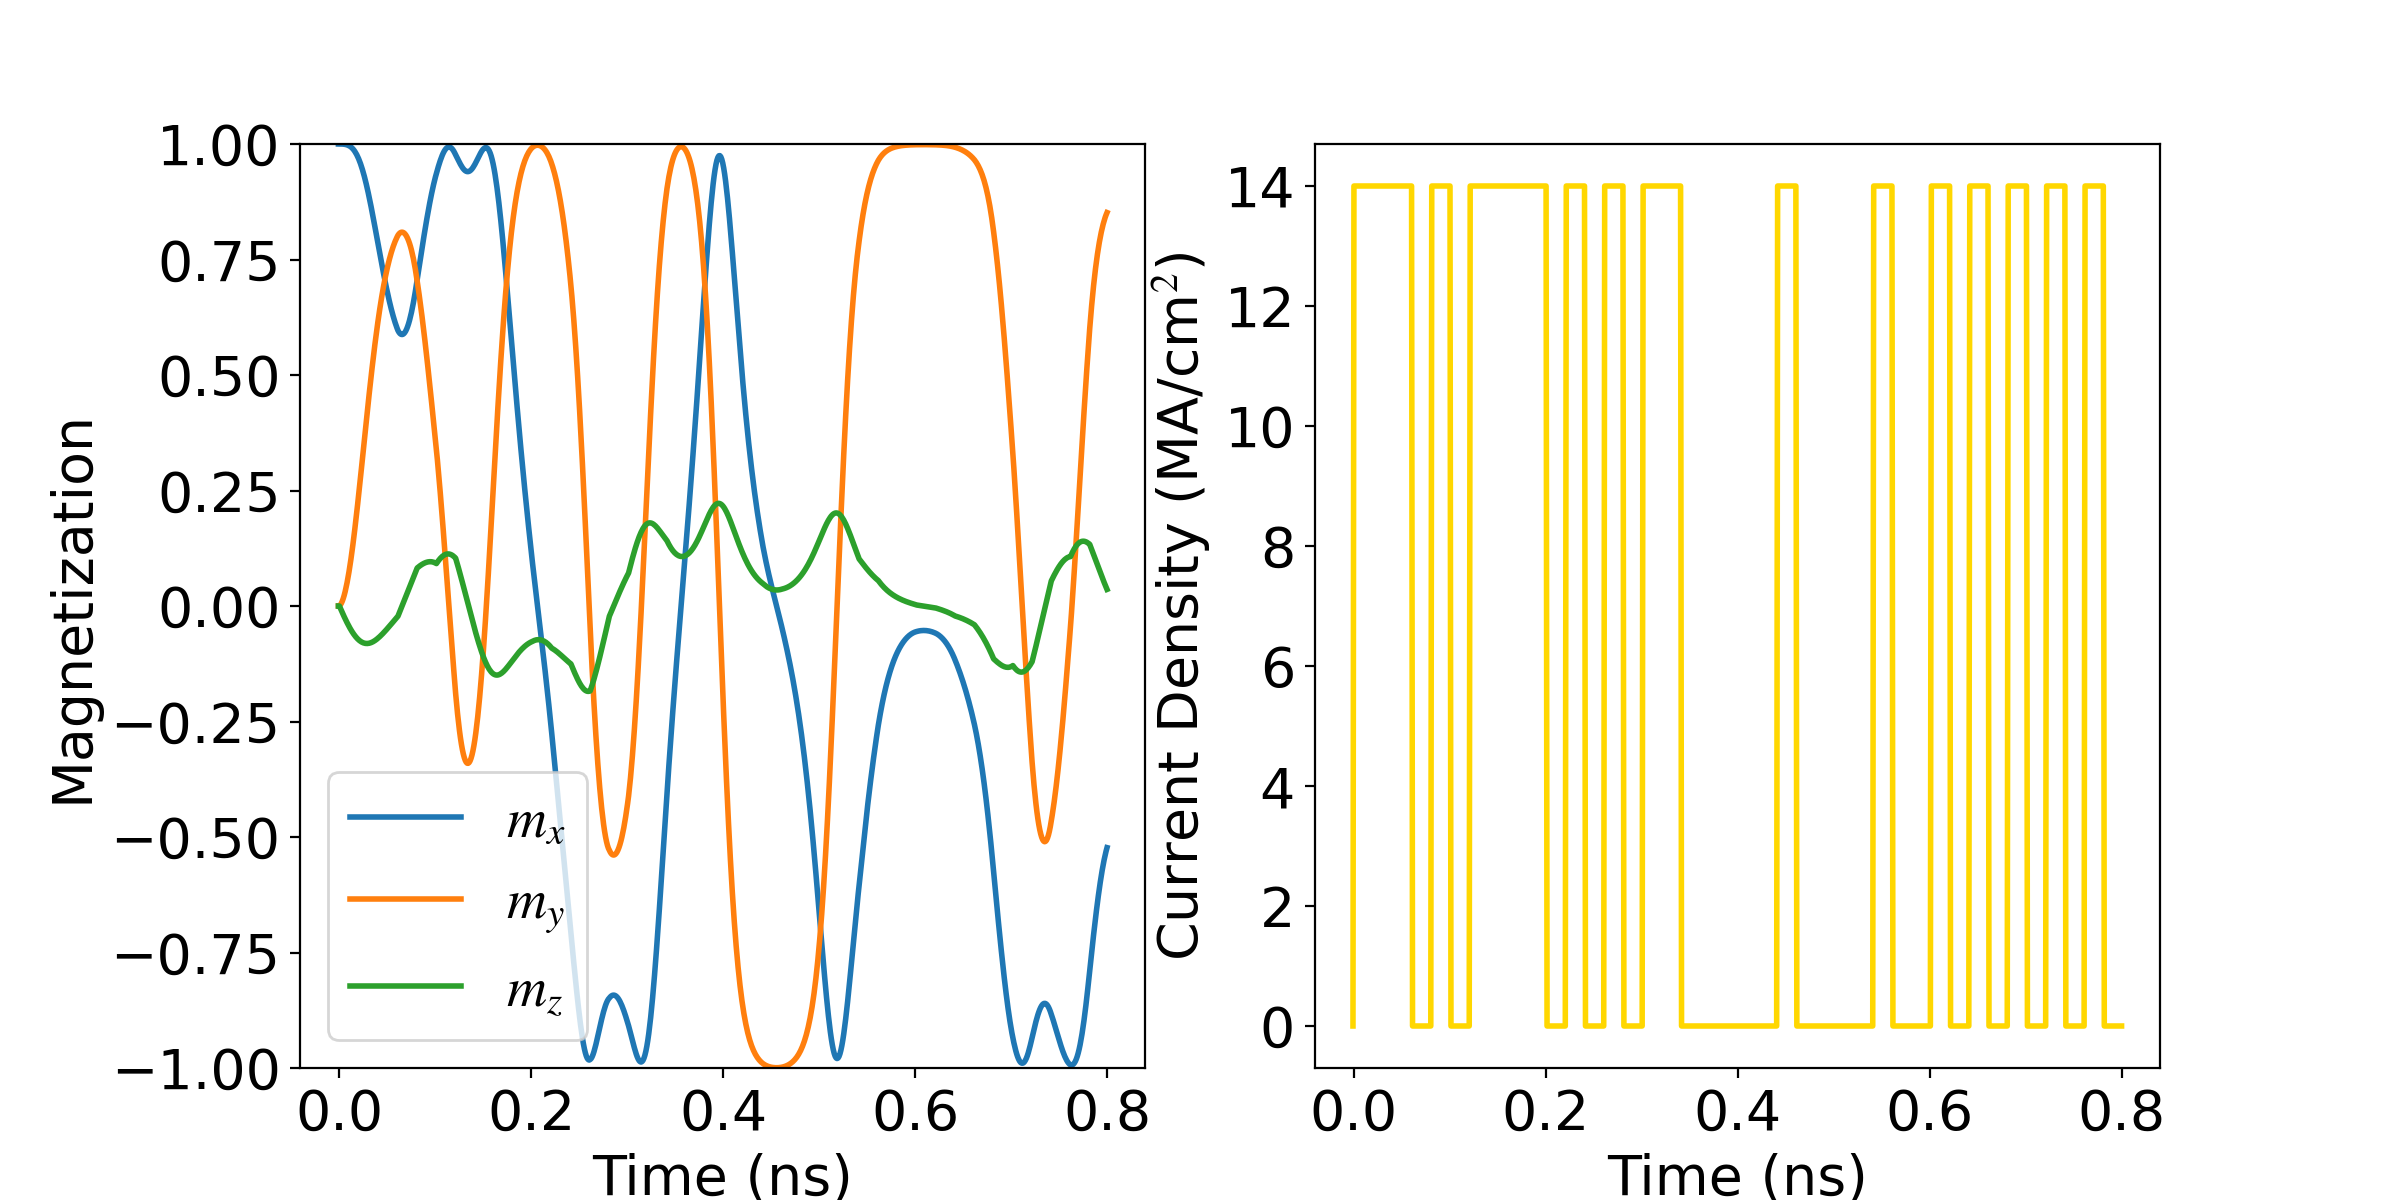 Magnetization
1.00
0.75
0.50
0.25
0.00
−0.25
−0.50
−0.75
−1.00
m_x
m_y
m_z
0.0 0.2 0.4 0.6 0.8
Time (ns)
Current Density (MA/cm²)
14
12
10
8
6
4
2
0
0.0 0.2 0.4 0.6 0.8
Time (ns)